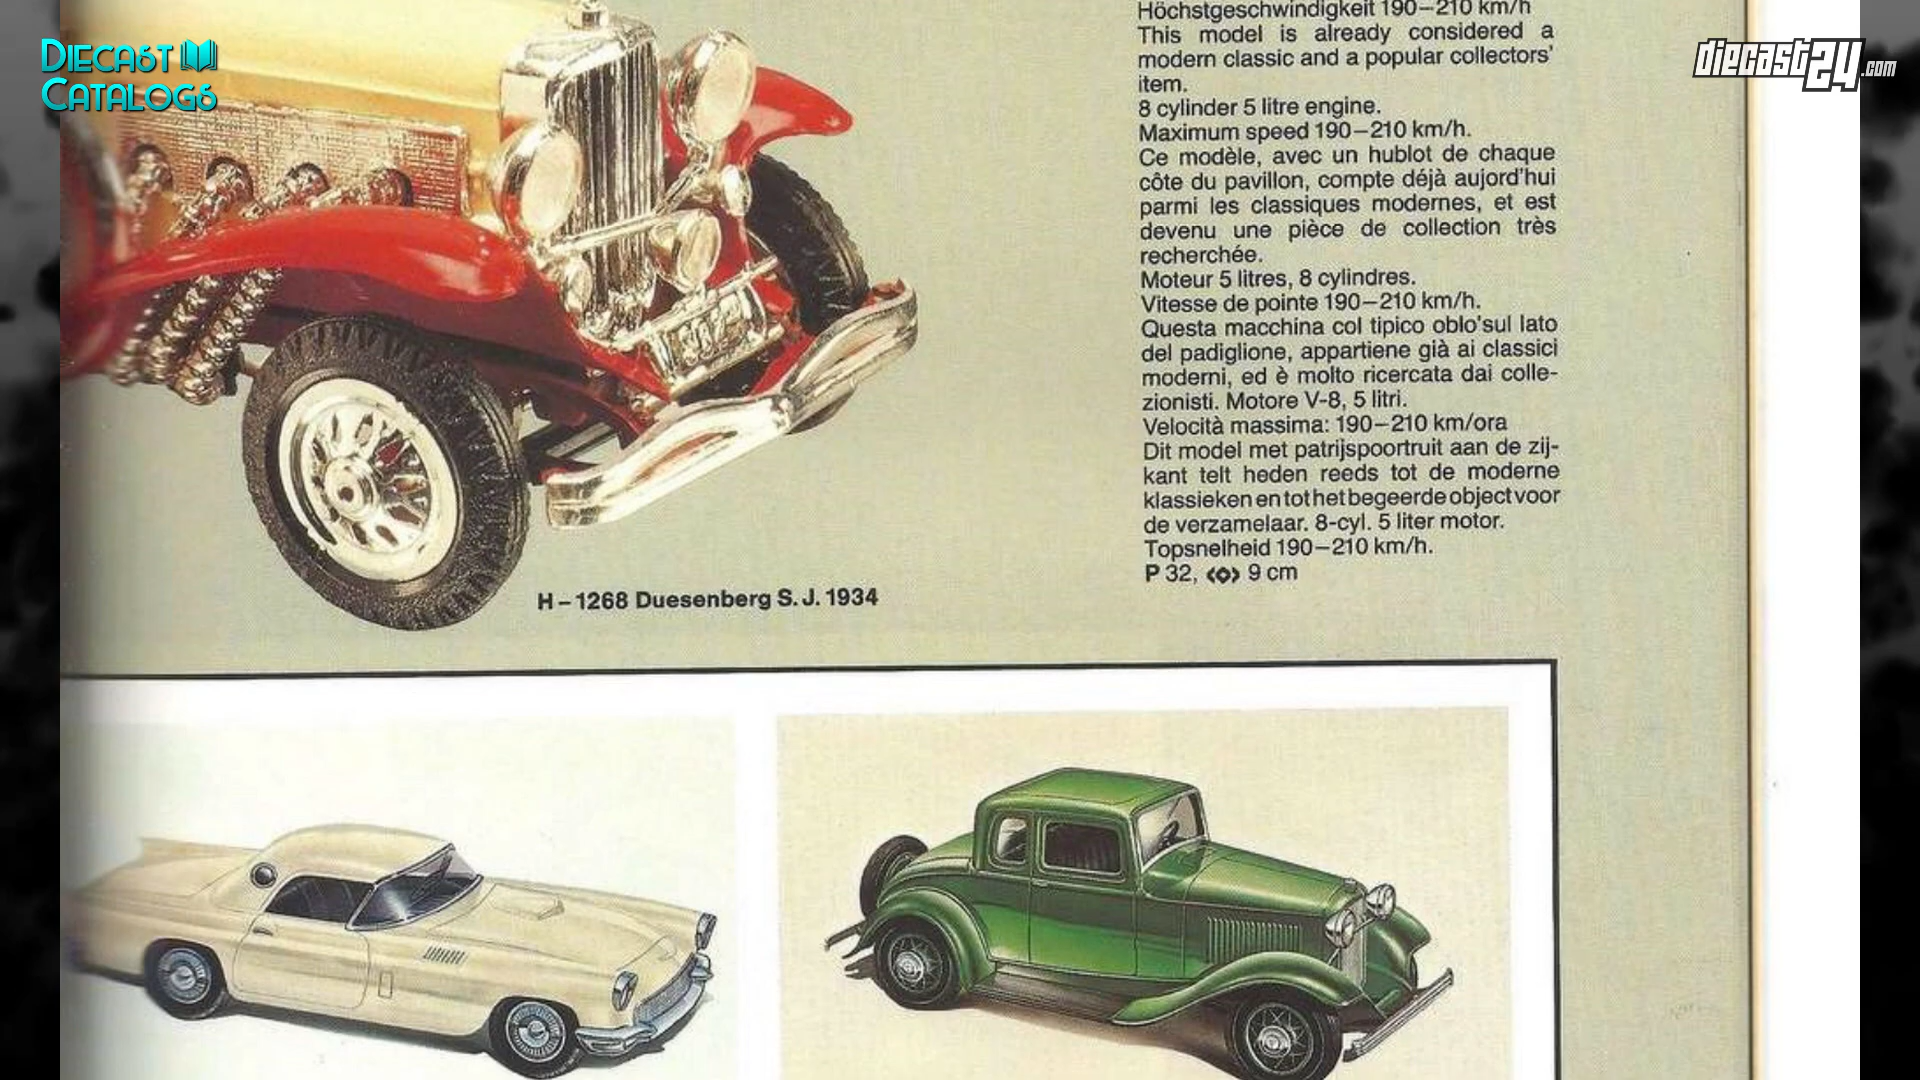 DIECAST
CATALOGS
diecast24.com
Höchstgeschwindigkeit 190–210 km/h
This model is already considered a
modern classic and a popular collectors'
item.
8 cylinder 5 litre engine.
Maximum speed 190–210 km/h.
Ce modèle, avec un hublot de chaque
côte du pavillon, compte déjà aujord'hui
parmi les classiques modernes, et est
devenu une pièce de collection très
recherchée.
Moteur 5 litres, 8 cylindres.
Vitesse de pointe 190–210 km/h.
Questa macchina col tipico oblo'sul lato
del padiglione, appartiene già ai classici
moderni, ed è molto ricercata dai colle-
zionisti. Motore V-8, 5 litri.
Velocità massima: 190–210 km/ora
Dit model met patrijspoortruit aan de zij-
kant telt heden reeds tot de moderne
klassieken en tot het begeerde object voor
de verzamelaar. 8-cyl. 5 liter motor.
Topsnelheid 190–210 km/h.
P 32, 9 cm
H – 1268 Duesenberg S. J. 1934